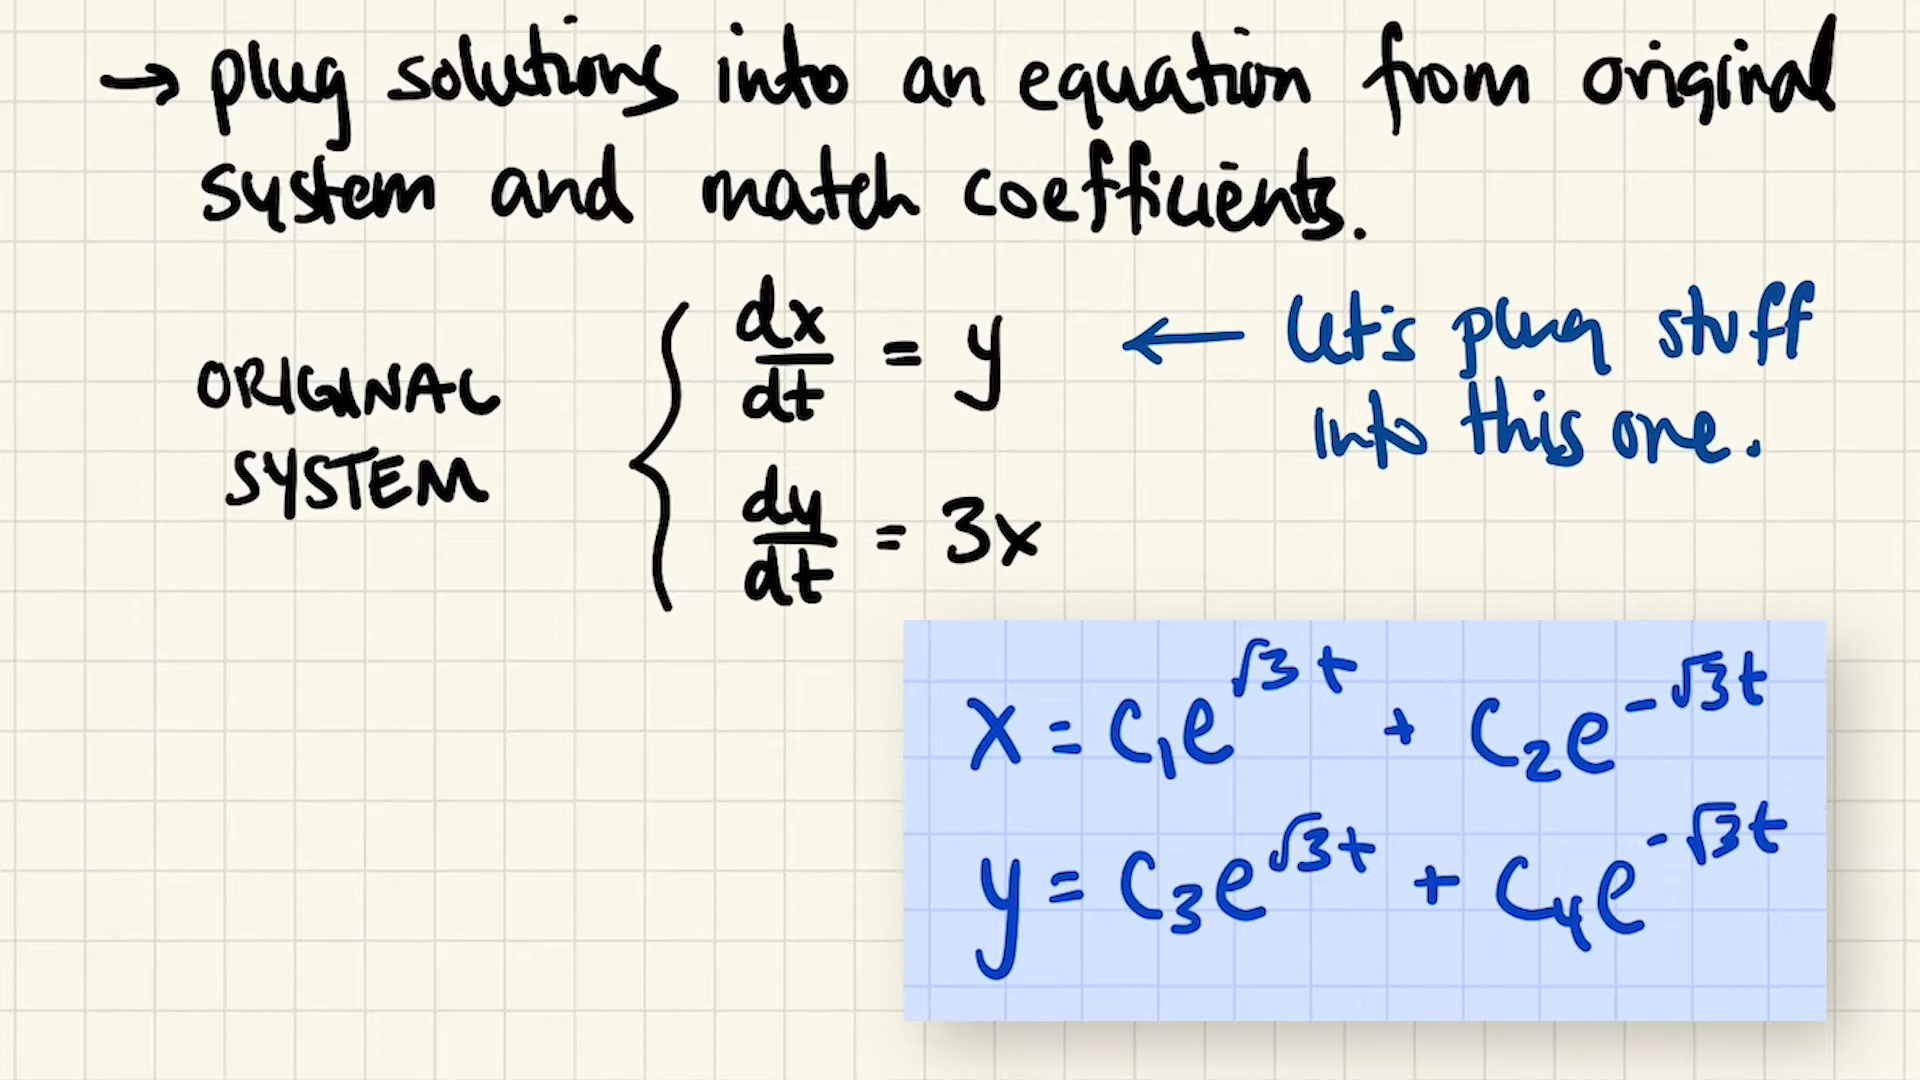 → plug solutions into an equation from original
system and match coefficients.
ORIGINAL
SYSTEM
dx/dt = y
← let's plug stuff
into this one.
dy/dt = 3x
x = c₁e^{√3t} + c₂e^{-√3t}
y = c₃e^{√3t} + c₄e^{-√3t}